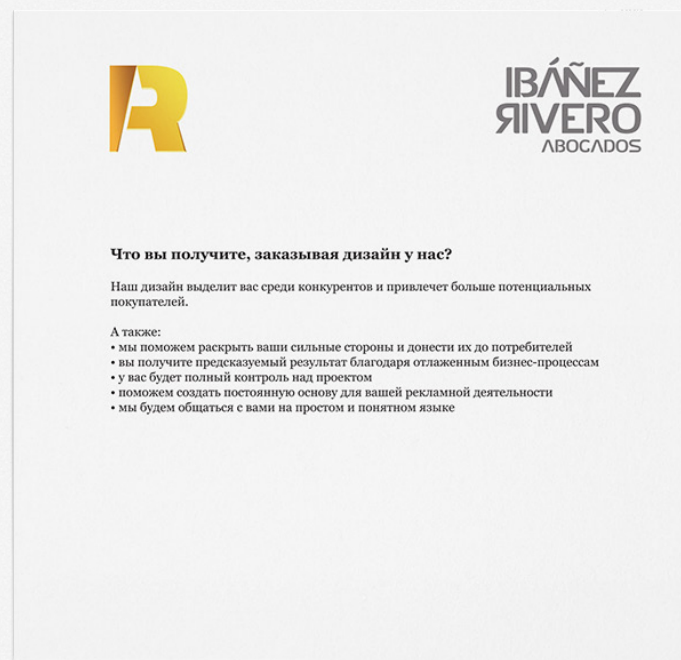 IBÁÑEZ
ЯIVERO
ABOGADOS
Что вы получите, заказывая дизайн у нас?
Наш дизайн выделит вас среди конкурентов и привлечет больше потенциальных
покупателей.
А также:
• мы поможем раскрыть ваши сильные стороны и донести их до потребителей
• вы получите предсказуемый результат благодаря отлаженным бизнес-процессам
• у вас будет полный контроль над проектом
• поможем создать постоянную основу для вашей рекламной деятельности
• мы будем общаться с вами на простом и понятном языке